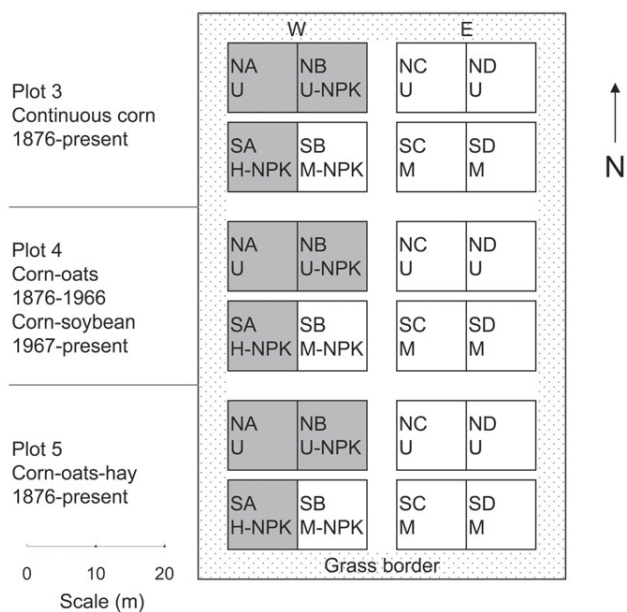 W E
Plot 3
Continuous corn
1876-present
NA NB NC ND
U U-NPK U U
SA SB SC SD
H-NPK M-NPK M M
N
Plot 4
Corn-oats
1876-1966
Corn-soybean
1967-present
NA NB NC ND
U U-NPK U U
SA SB SC SD
H-NPK M-NPK M M
Plot 5
Corn-oats-hay
1876-present
NA NB NC ND
U U-NPK U U
SA SB SC SD
H-NPK M-NPK M M
Grass border
0 10 20
Scale (m)